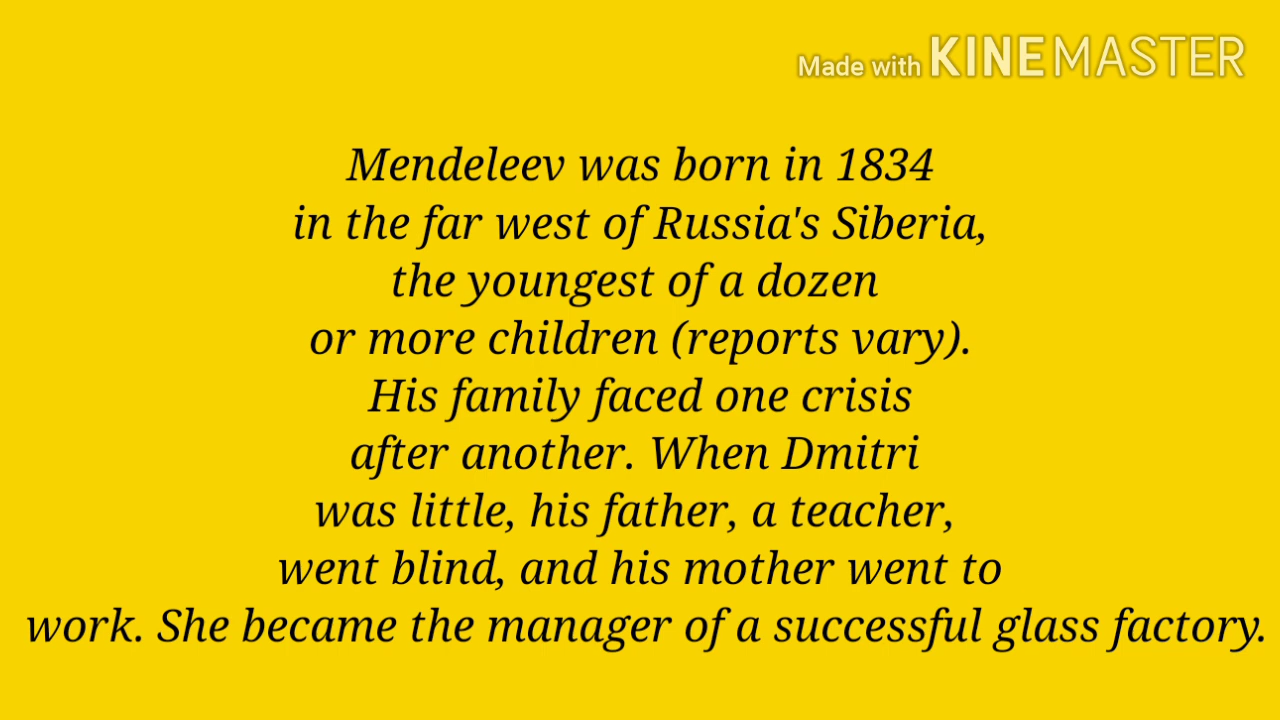 Made with KINEMASTER
Mendeleev was born in 1834
in the far west of Russia's Siberia,
the youngest of a dozen
or more children (reports vary).
His family faced one crisis
after another. When Dmitri
was little, his father, a teacher,
went blind, and his mother went to
work. She became the manager of a successful glass factory.